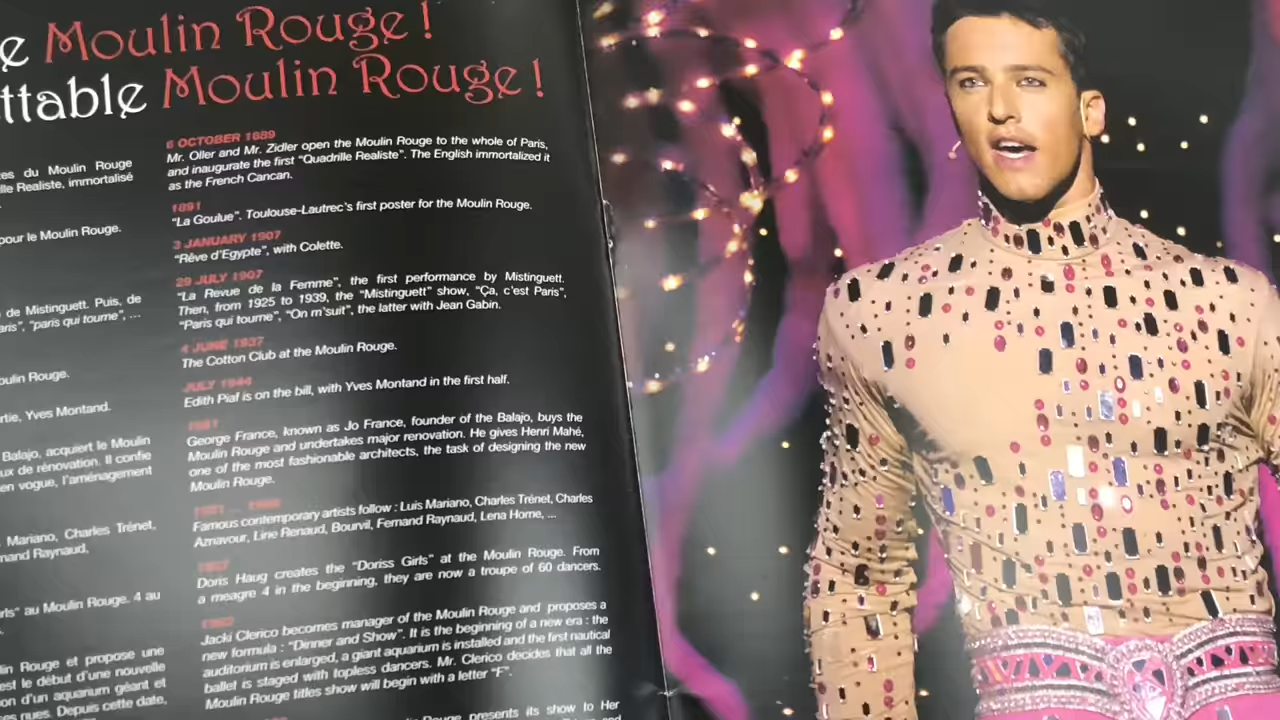 e Moulin Rouge !
ttable Moulin Rouge !
es du Moulin Rouge
lle Realiste, immortalisé
pour le Moulin Rouge.
de Mistinguett. Puis, de
aris", "paris qui tourne", ...
oulin Rouge.
rtie, Yves Montand.
Balajo, acquiert le Moulin
ux de rénovation. Il confie
en vogue, l'aménagement
Mariano, Charles Trénet,
nand Raynaud,
rls" au Moulin Rouge. 4 au
lin Rouge et propose une
est le début d'une nouvelle
on d'un aquarium géant et
es nues. Depuis cette date,
6 OCTOBER 1889
Mr. Oller and Mr. Zidler open the Moulin Rouge to the whole of Paris,
and inaugurate the first "Quadrille Realiste". The English immortalized it
as the French Cancan.
1891
"La Goulue". Toulouse-Lautrec's first poster for the Moulin Rouge.
3 JANUARY 1907
"Rêve d'Egypte", with Colette.
29 JULY 1907
"La Revue de la Femme", the first performance by Mistinguett.
Then, from 1925 to 1939, the "Mistinguett" show, "Ça, c'est Paris",
"Paris qui tourne", "On m'suit", the latter with Jean Gabin.
4 JUNE 1937
The Cotton Club at the Moulin Rouge.
JULY 1944
Edith Piaf is on the bill, with Yves Montand in the first half.
George France, known as Jo France, founder of the Balajo, buys the
Moulin Rouge and undertakes major renovation. He gives Henri Mahé,
one of the most fashionable architects, the task of designing the new
Moulin Rouge.
Famous contemporary artists follow : Luis Mariano, Charles Trénet, Charles
Aznavour, Line Renaud, Bourvil, Fernand Raynaud, Lena Horne, ...
Doris Haug creates the "Doriss Girls" at the Moulin Rouge. From
a meagre 4 in the beginning, they are now a troupe of 60 dancers.
Jacki Clerico becomes manager of the Moulin Rouge and proposes a
new formula : "Dinner and Show". It is the beginning of a new era : the
auditorium is enlarged, a giant aquarium is installed and the first nautical
ballet is staged with topless dancers. Mr. Clerico decides that all the
Moulin Rouge titles show will begin with a letter "F".
Rouge presents its show to Her